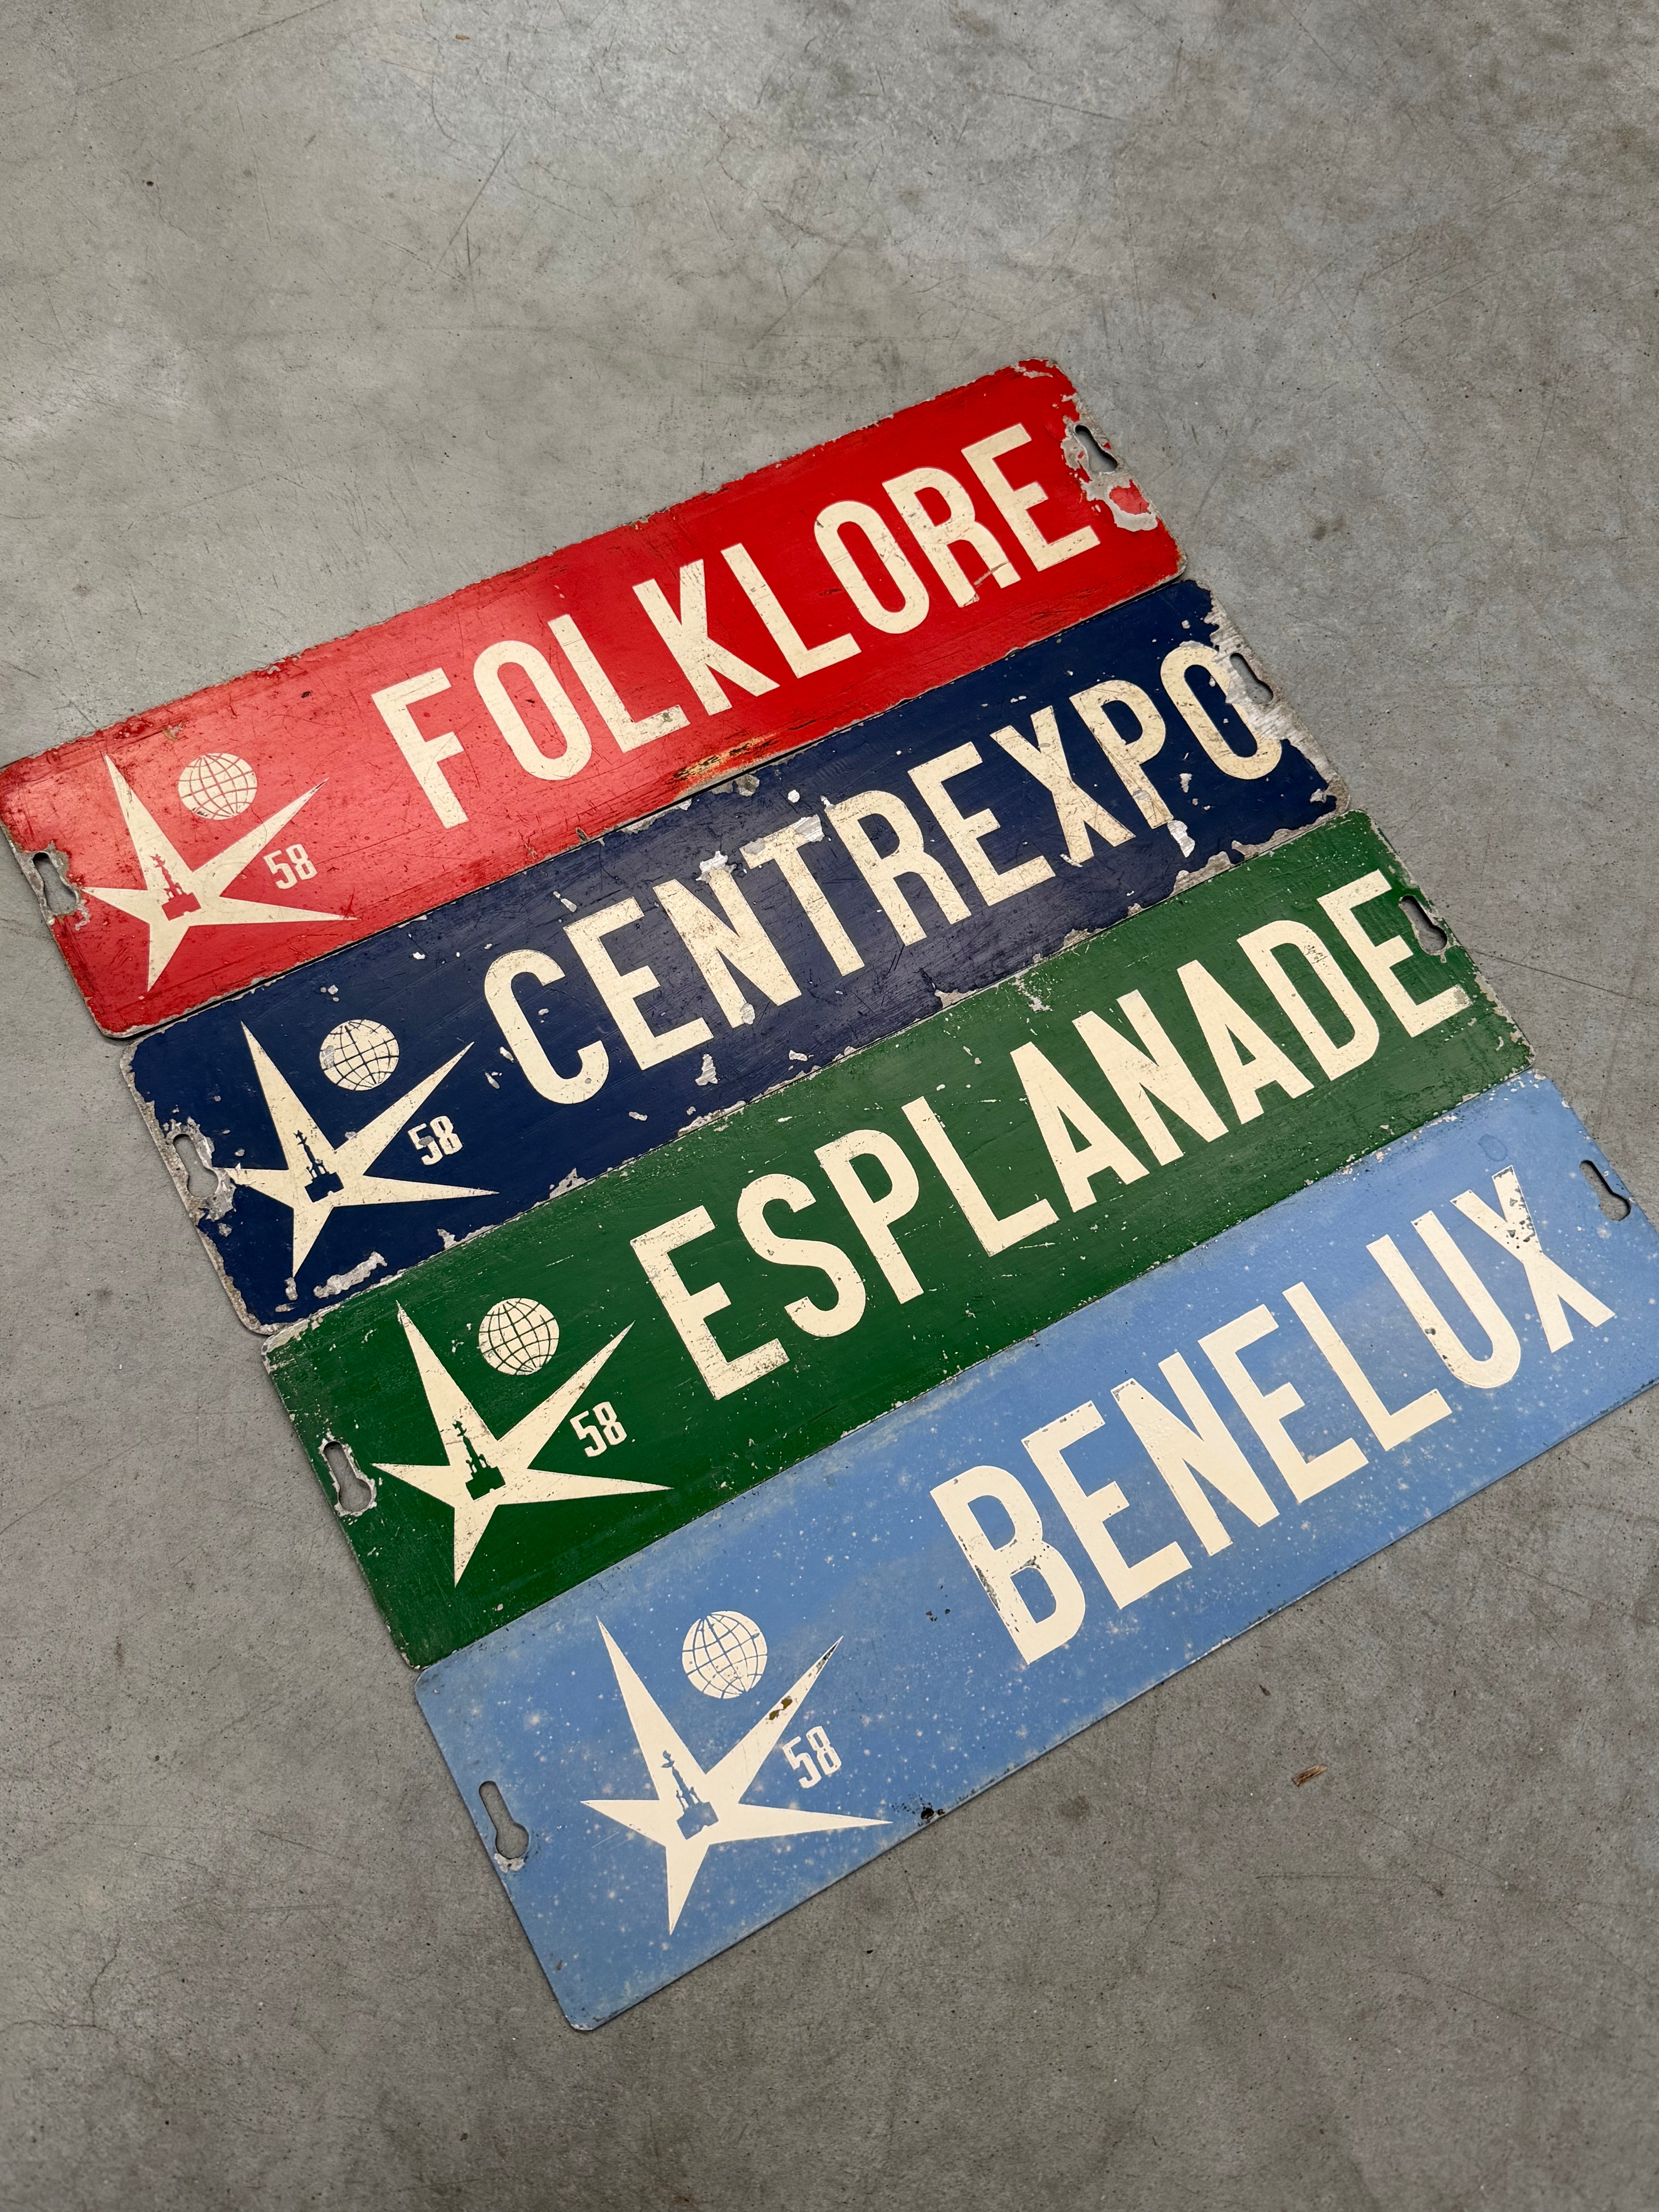 58 FOLKLORE
58 CENTREXPO
58 ESPLANADE
58 BENELUX